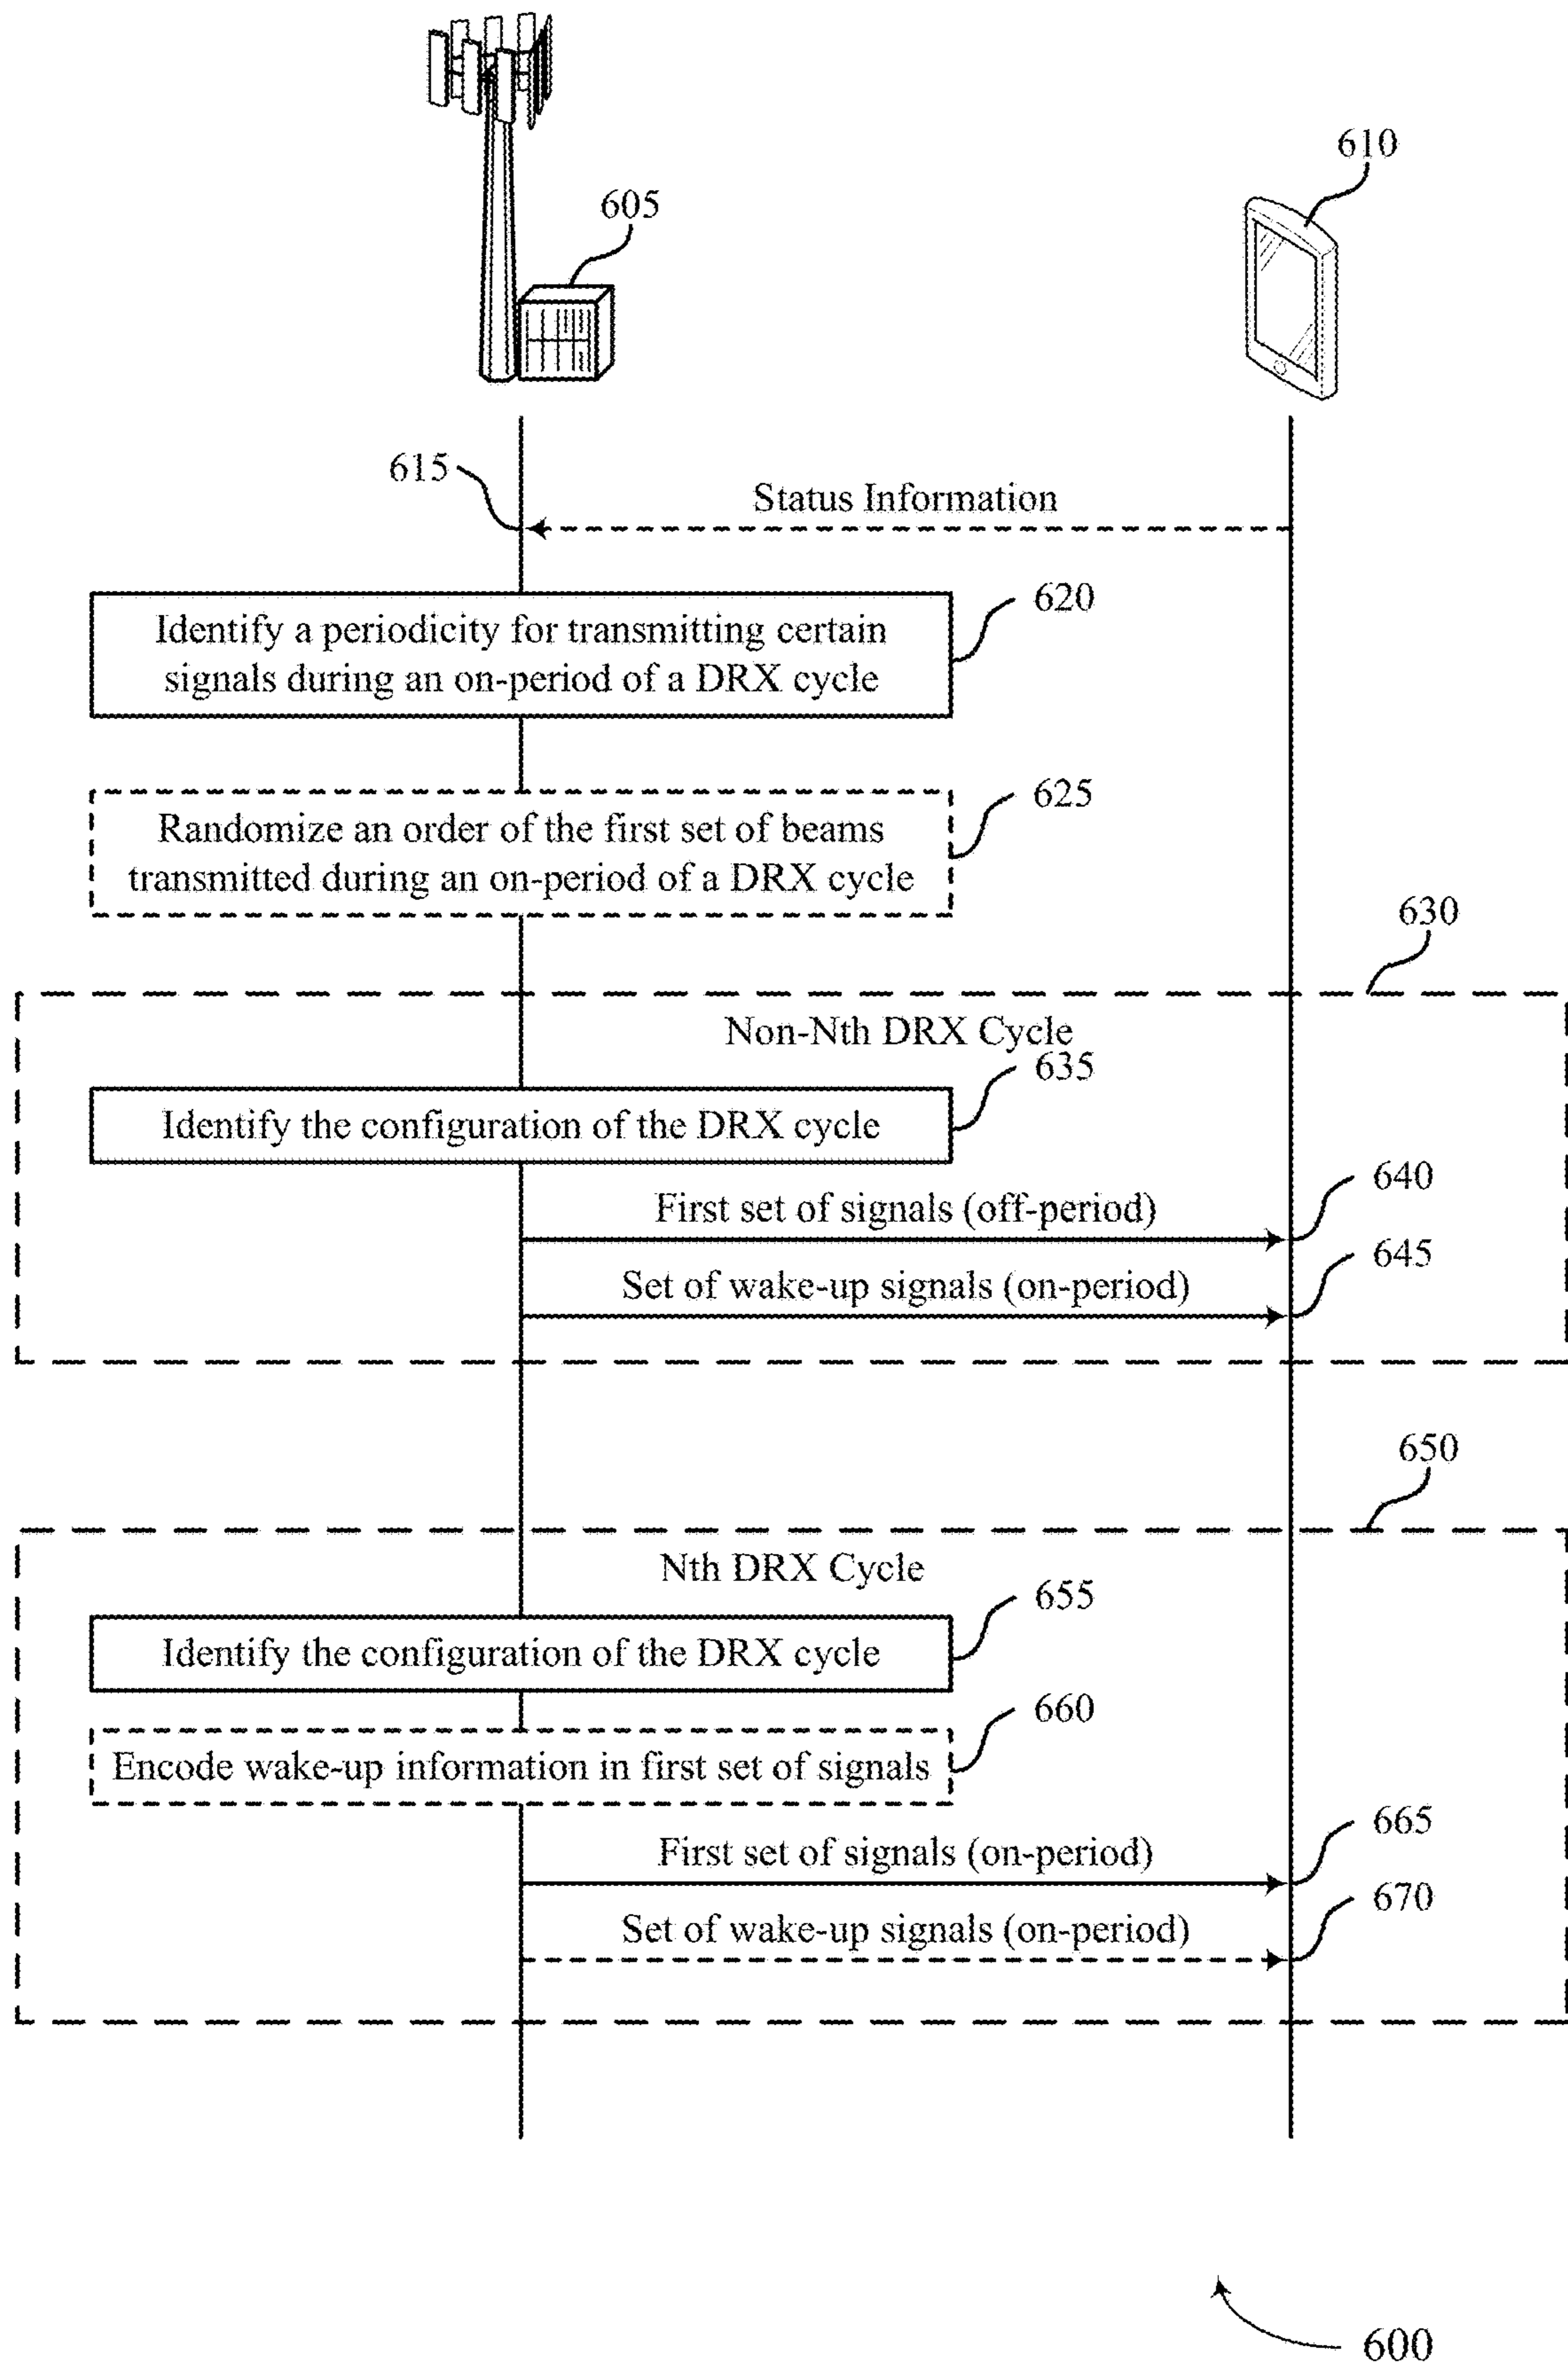 610
605
615
Status Information
620
Identify a periodicity for transmitting certain
signals during an on-period of a DRX cycle
625
Randomize an order of the first set of beams
transmitted during an on-period of a DRX cycle
630
Non-Nth DRX Cycle
635
Identify the configuration of the DRX cycle
640
First set of signals (off-period)
645
Set of wake-up signals (on-period)
650
Nth DRX Cycle
655
Identify the configuration of the DRX cycle
660
Encode wake-up information in first set of signals
665
First set of signals (on-period)
670
Set of wake-up signals (on-period)
600